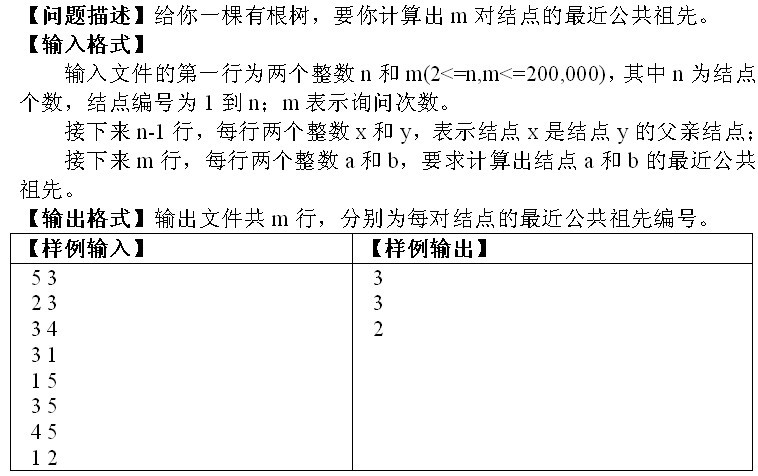 【问题描述】给你一棵有根树，要你计算出 m 对结点的最近公共祖先。
【输入格式】
输入文件的第一行为两个整数 n 和 m(2<=n,m<=200,000)，其中 n 为结点
个数，结点编号为 1 到 n；m 表示询问次数。
接下来 n-1 行，每行两个整数 x 和 y，表示结点 x 是结点 y 的父亲结点；
接下来 m 行，每行两个整数 a 和 b，要求计算出结点 a 和 b 的最近公共
祖先。
【输出格式】输出文件共 m 行，分别为每对结点的最近公共祖先编号。
【样例输入】 【样例输出】
5 3 3
2 3 3
3 4 2
3 1
1 5
3 5
4 5
1 2